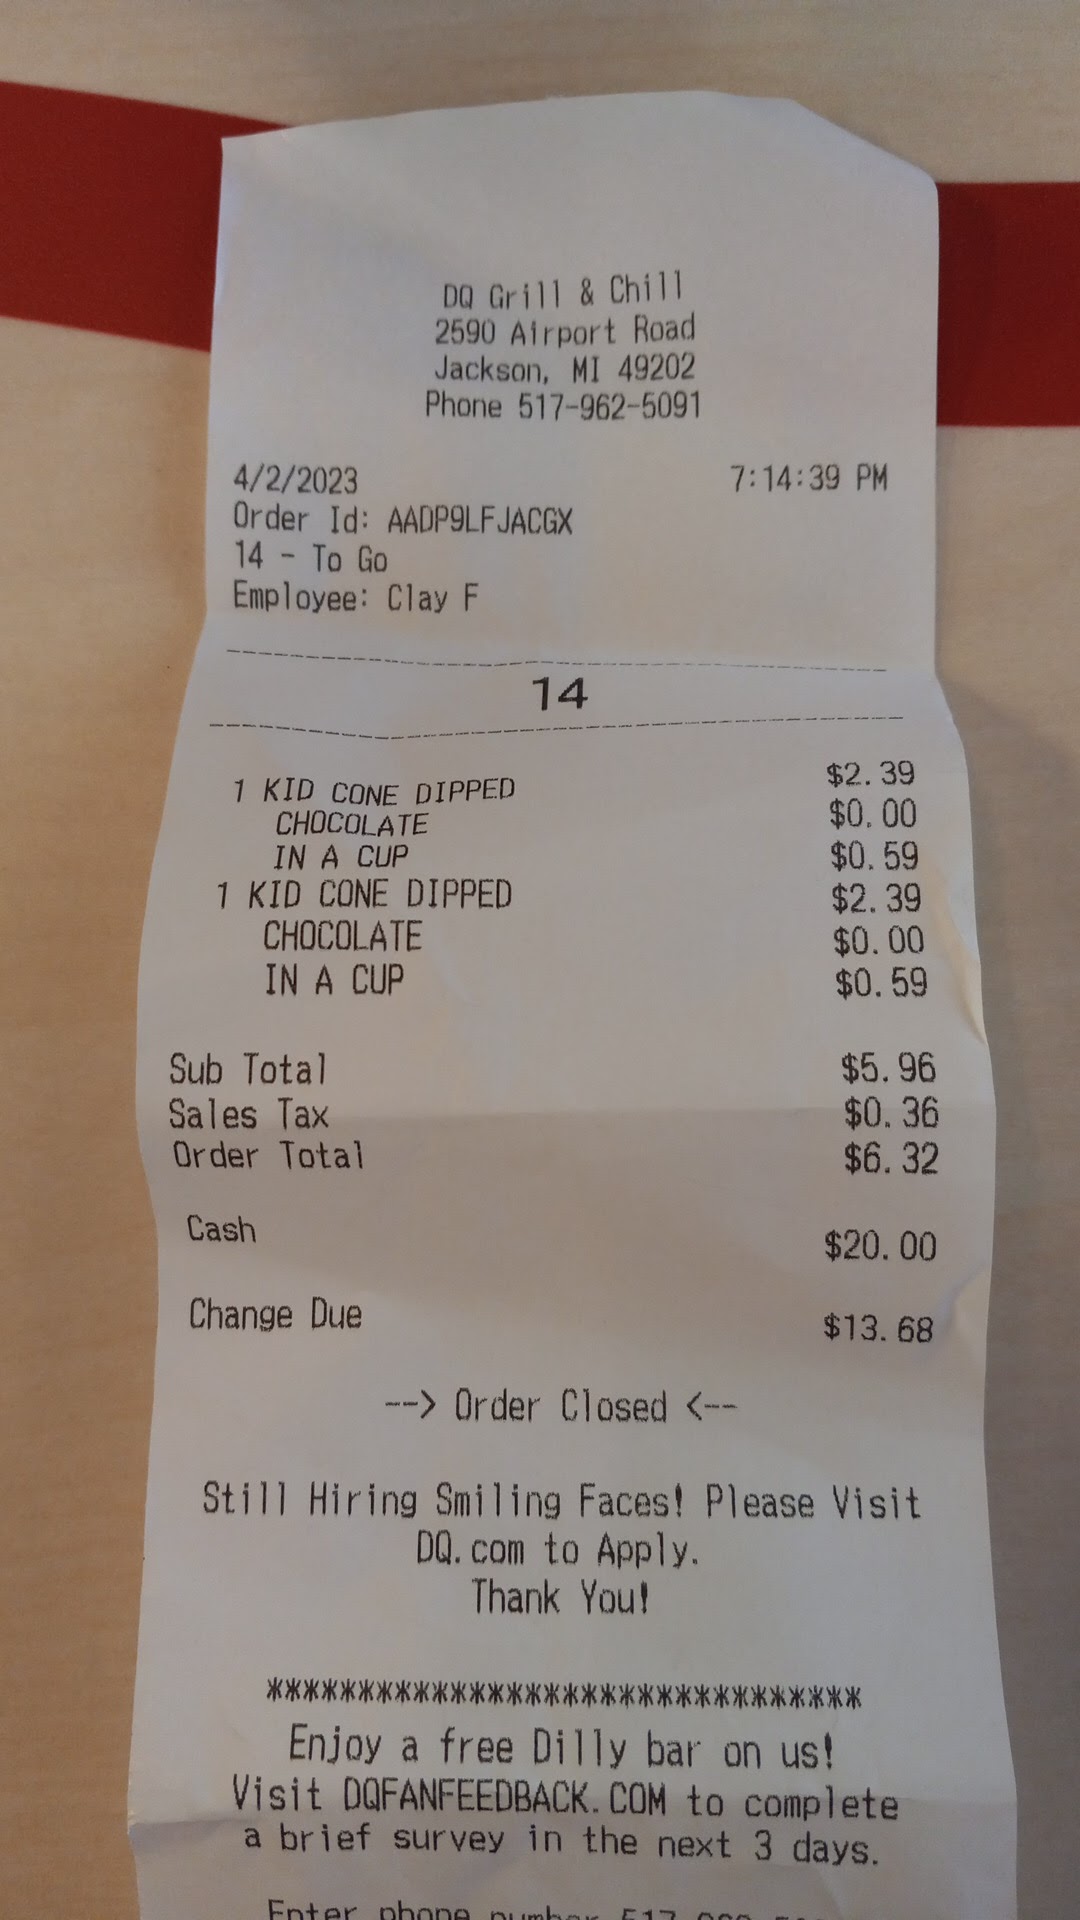 DQ Grill & Chill
2590 Airport Road
Jackson, MI 49202
Phone 517-962-5091
4/2/2023 7:14:39 PM
Order Id: AADP9LFJACGX
14 - To Go
Employee: Clay F
14
1 KID CONE DIPPED $2.39
CHOCOLATE $0.00
IN A CUP $0.59
1 KID CONE DIPPED $2.39
CHOCOLATE $0.00
IN A CUP $0.59
Sub Total $5.96
Sales Tax $0.36
Order Total $6.32
Cash $20.00
Change Due $13.68
--> Order Closed <--
Still Hiring Smiling Faces! Please Visit
DQ.com to Apply.
Thank You!
*********************************
Enjoy a free Dilly bar on us!
Visit DQFANFEEDBACK.COM to complete
a brief survey in the next 3 days.
Enter phone number 517